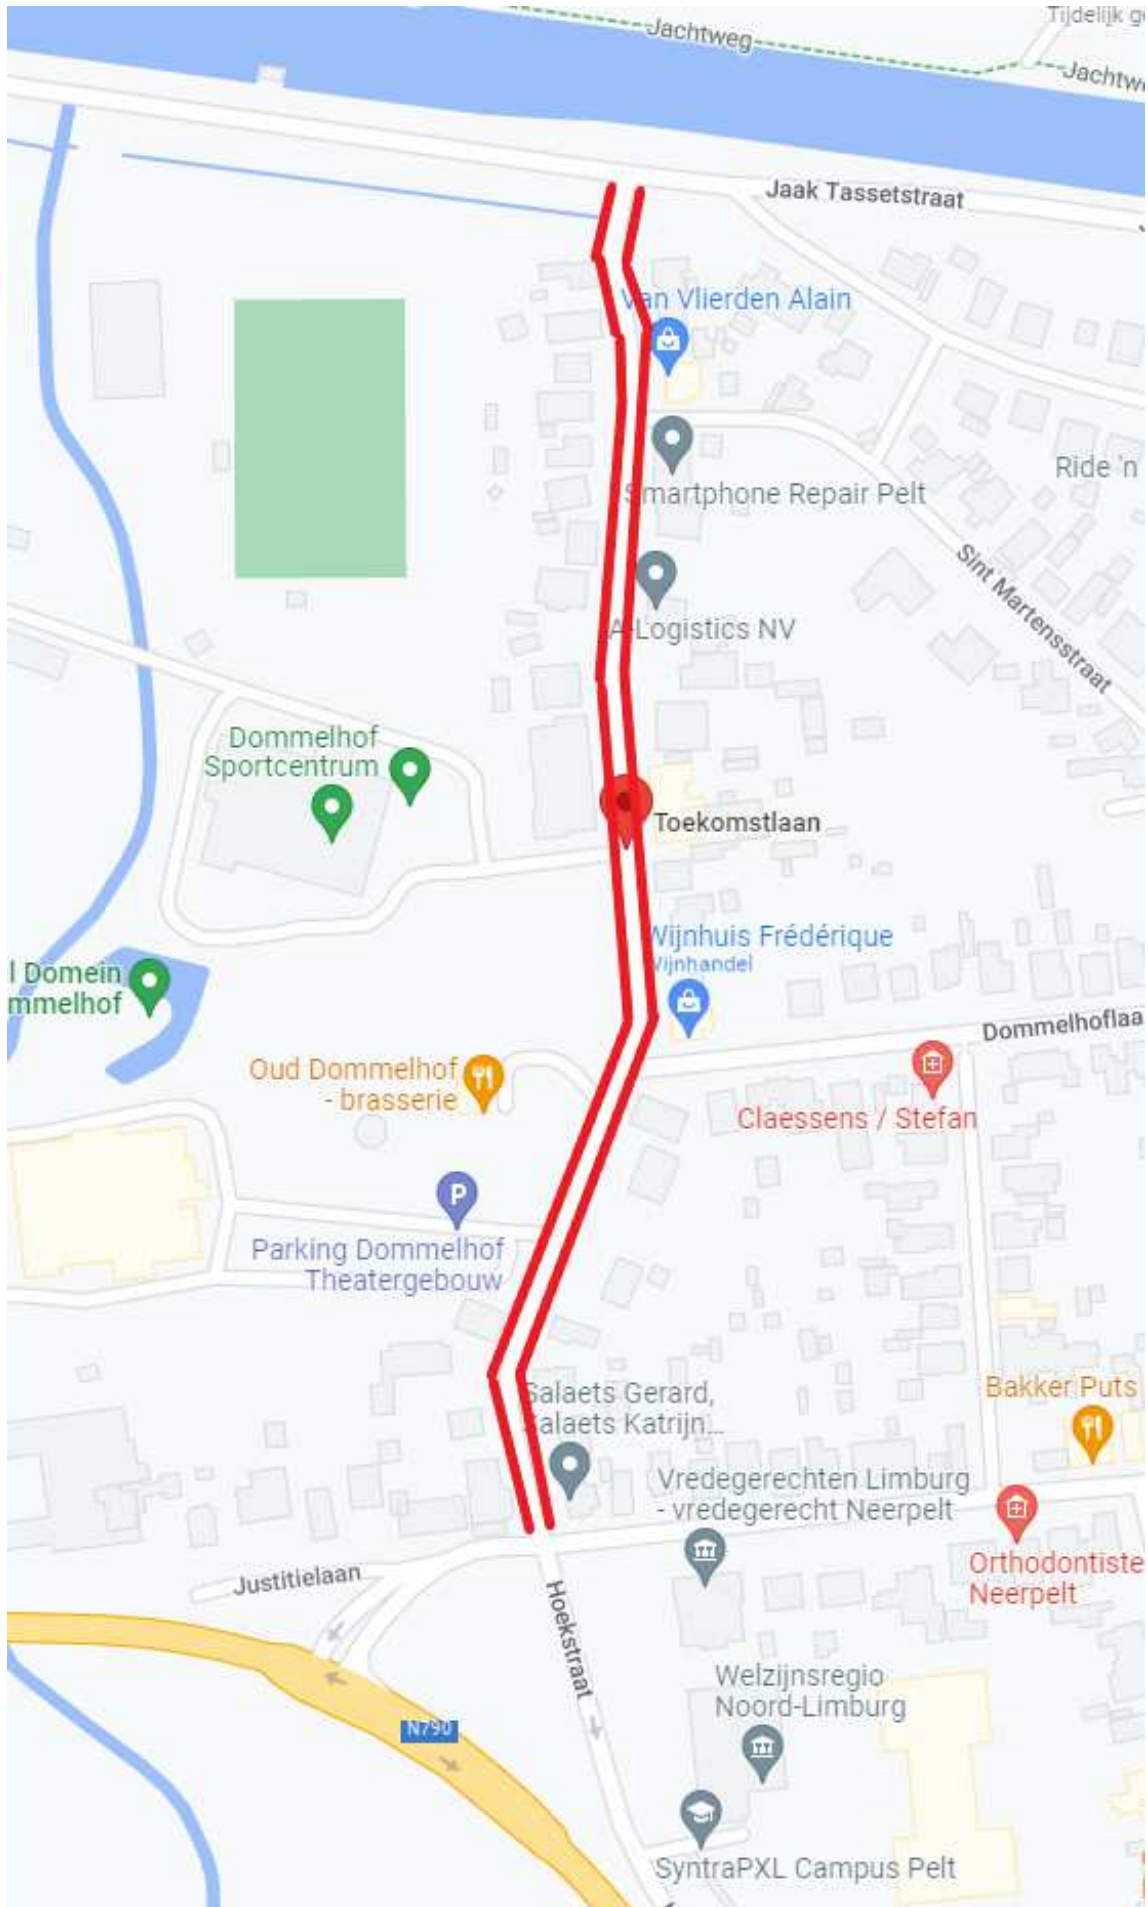 Jachtweg
Tijdelijk
Jachtw
Jaak Tassetstraat
Van Vlierden Alain
Ride 'n
Smartphone Repair Pelt
Sint Martensstraat
A-Logistics NV
Dommelhof
Sportcentrum
Toekomstlaan
Wijnhuis Frédérique
Wijnhandel
l Domein
mmelhof
Dommelhoflaa
Oud Dommelhof
- brasserie
Claessens / Stefan
P
Parking Dommelhof
Theatergebouw
Salaets Gerard,
Salaets Katrijn...
Bakker Puts
Vredegerechten Limburg
- vredegerecht Neerpelt
Justitielaan
Hoekstraat
Orthodontiste
Neerpelt
Welzijnsregio
Noord-Limburg
N790
SyntraPXL Campus Pelt